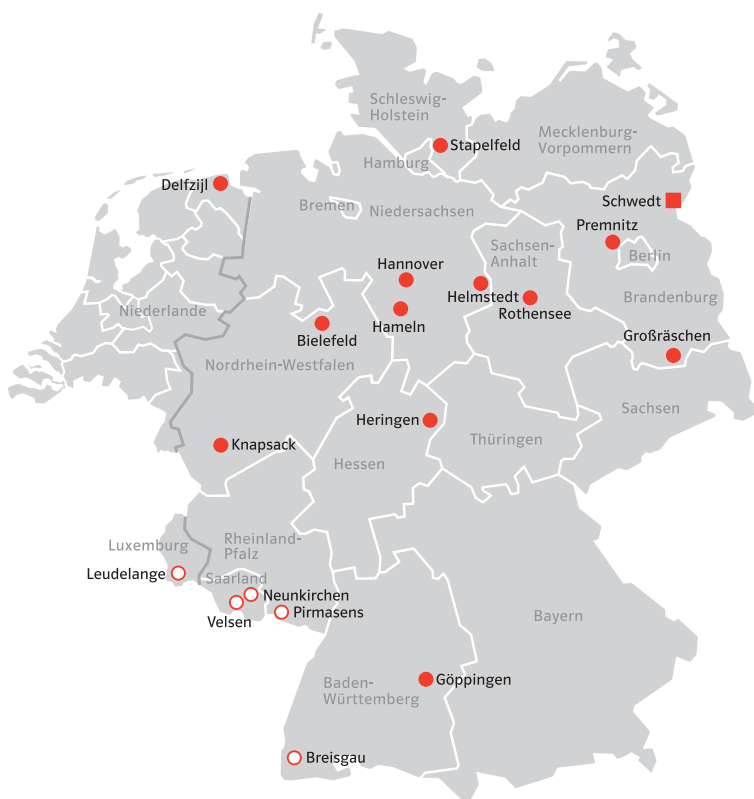 Schleswig-
Holstein
Stapelfeld
Mecklenburg-
Vorpommern
Hamburg
Delfzijl
Bremen
Niedersachsen
Schwedt
Premnitz
Berlin
Sachsen-
Anhalt
Hannover
Helmstedt
Rothensee
Brandenburg
Niederlande
Hameln
Bielefeld
Großräschen
Nordrhein-Westfalen
Sachsen
Heringen
Thüringen
Knapsack
Hessen
Luxemburg
Rheinland-
Pfalz
Leudelange
Saarland
Neunkirchen
Pirmasens
Velsen
Bayern
Göppingen
Baden-
Württemberg
Breisgau